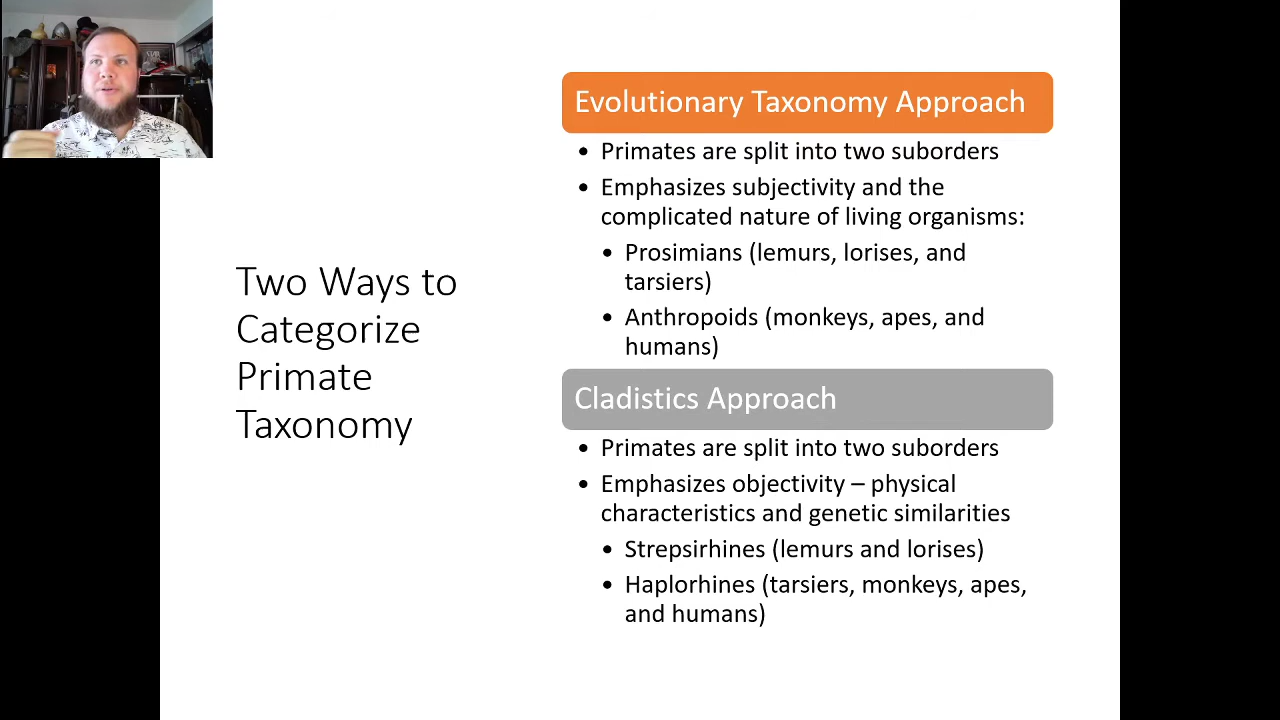 Two Ways to
Categorize
Primate
Taxonomy
Evolutionary Taxonomy Approach
• Primates are split into two suborders
• Emphasizes subjectivity and the
complicated nature of living organisms:
• Prosimians (lemurs, lorises, and
tarsiers)
• Anthropoids (monkeys, apes, and
humans)
Cladistics Approach
• Primates are split into two suborders
• Emphasizes objectivity – physical
characteristics and genetic similarities
• Strepsirhines (lemurs and lorises)
• Haplorhines (tarsiers, monkeys, apes,
and humans)